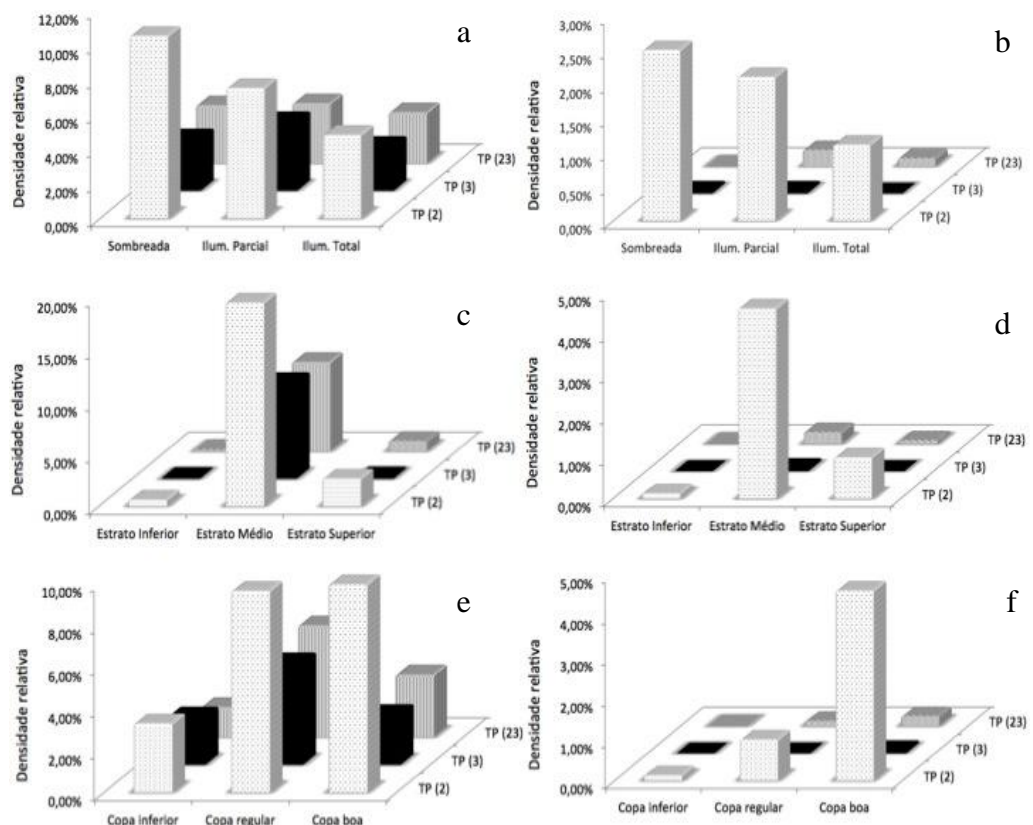 a
Densidade relativa
12,00%
10,00%
8,00%
6,00%
4,00%
2,00%
0,00%
Sombreada Ilum. Parcial Ilum. Total
TP (2)
TP (3)
TP (23)
b
Densidade relativa
3,00%
2,50%
2,00%
1,50%
1,00%
0,50%
0,00%
Sombreada Ilum. Parcial Ilum. Total
TP (2)
TP (3)
TP (23)
c
Densidade relativa
20,00%
15,00%
10,00%
5,00%
0,00%
Estrato Inferior Estrato Médio Estrato Superior
TP (2)
TP (3)
TP (23)
d
Densidade relativa
5,00%
4,00%
3,00%
2,00%
1,00%
0,00%
Estrato Inferior Estrato Médio Estrato Superior
TP (2)
TP (3)
TP (23)
e
Densidade relativa
10,00%
8,00%
6,00%
4,00%
2,00%
0,00%
Copa inferior Copa regular Copa boa
TP (2)
TP (3)
TP (23)
f
Densidade relativa
5,00%
4,00%
3,00%
2,00%
1,00%
0,00%
Copa inferior Copa regular Copa boa
TP (2)
TP (3)
TP (23)